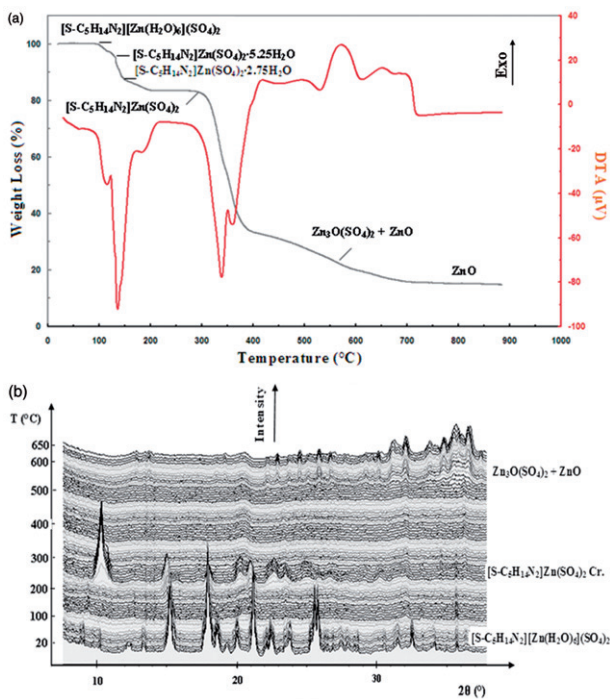 (a)
[S-C₅H₁₄N₂][Zn(H₂O)₆](SO₄)₂
[S-C₅H₁₄N₂]Zn(SO₄)₂·5.25H₂O
[S-C₅H₁₄N₂]Zn(SO₄)₂·2.75H₂O
[S-C₅H₁₄N₂]Zn(SO₄)₂
Exo
Weight Loss (%)
120
100
80
60
40
20
0
DTA (µV)
40
20
0
-20
-40
-60
-80
-100
Zn₃O(SO₄)₂ + ZnO
ZnO
0 100 200 300 400 500 600 700 800 900 1000
Temperature (°C)
(b)
Intensity
T (°C)
650
600
500
400
300
200
100
20
Zn₃O(SO₄)₂ + ZnO
[S-C₅H₁₄N₂]Zn(SO₄)₂ Cr.
[S-C₅H₁₄N₂][Zn(H₂O)₆](SO₄)₂
10 20 30 2θ (°)